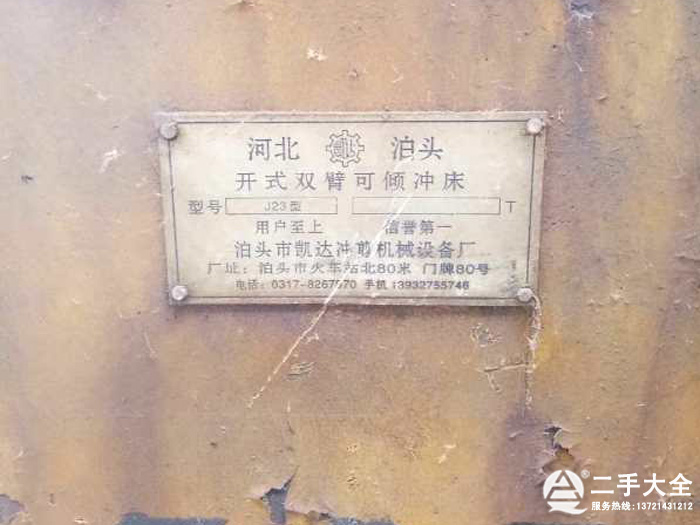 河北 泊头
开式双臂可倾冲床
型号 J23型 T
用户至上 信誉第一
泊头市凯达冲剪机械设备厂
厂址：泊头市火车站北80米 门牌80号
电话：0317-8267670 手机 13932755746
二手大全
服务热线：13721431212